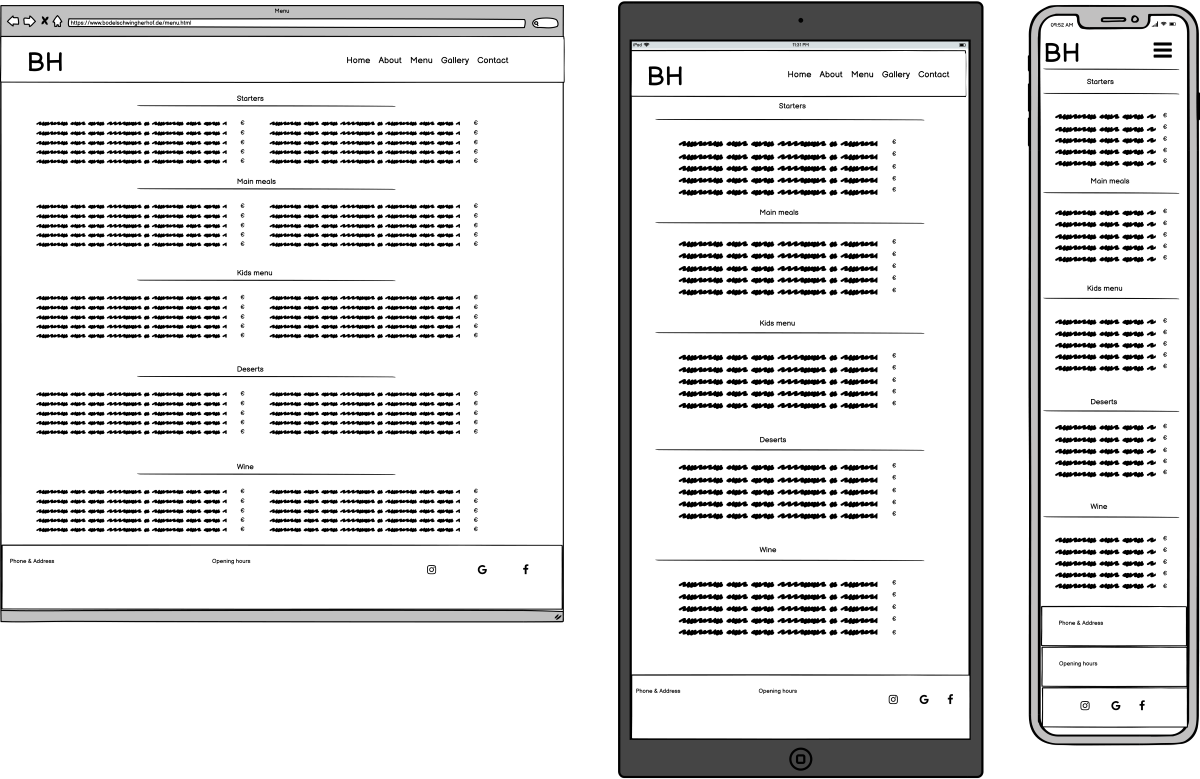 Menu
https://www.bodelschwingherhof.de/menu.html
BH
Home About Menu Gallery Contact
Starters
€ €
€ €
€ €
€ €
€ €
Main meals
€ €
€ €
€ €
€ €
€ €
Kids menu
€ €
€ €
€ €
€ €
€ €
Deserts
€ €
€ €
€ €
€ €
€ €
Wine
€ €
€ €
€ €
€ €
€ €
Phone & Address Opening hours G f
iPad 11:01 PM
BH
Home About Menu Gallery Contact
Starters
€
€
€
€
€
Main meals
€
€
€
€
€
Kids menu
€
€
€
€
€
Deserts
€
€
€
€
€
Wine
€
€
€
€
€
Phone & Address Opening hours G f
09:52 AM
BH
Starters
€
€
€
€
€
Main meals
€
€
€
€
€
Kids menu
€
€
€
€
€
Deserts
€
€
€
€
€
Wine
€
€
€
€
€
Phone & Address
Opening hours
G f